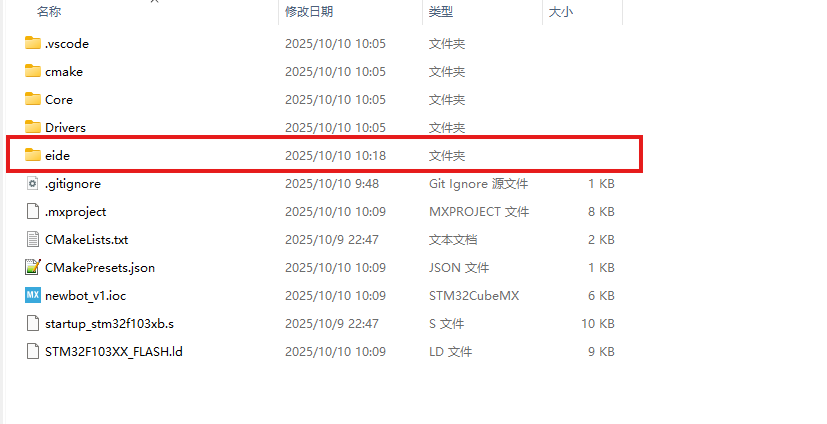 名称 修改日期 类型 大小
.vscode 2025/10/10 10:05 文件夹
cmake 2025/10/10 10:05 文件夹
Core 2025/10/10 10:05 文件夹
Drivers 2025/10/10 10:05 文件夹
eide 2025/10/10 10:18 文件夹
.gitignore 2025/10/10 9:48 Git Ignore 源文件 1 KB
.mxproject 2025/10/10 10:09 MXPROJECT 文件 8 KB
CMakeLists.txt 2025/10/9 22:47 文本文档 2 KB
CMakePresets.json 2025/10/10 10:09 JSON 文件 1 KB
MX newbot_v1.ioc 2025/10/10 10:09 STM32CubeMX 6 KB
startup_stm32f103xb.s 2025/10/9 22:47 S 文件 10 KB
STM32F103XX_FLASH.ld 2025/10/10 10:09 LD 文件 9 KB